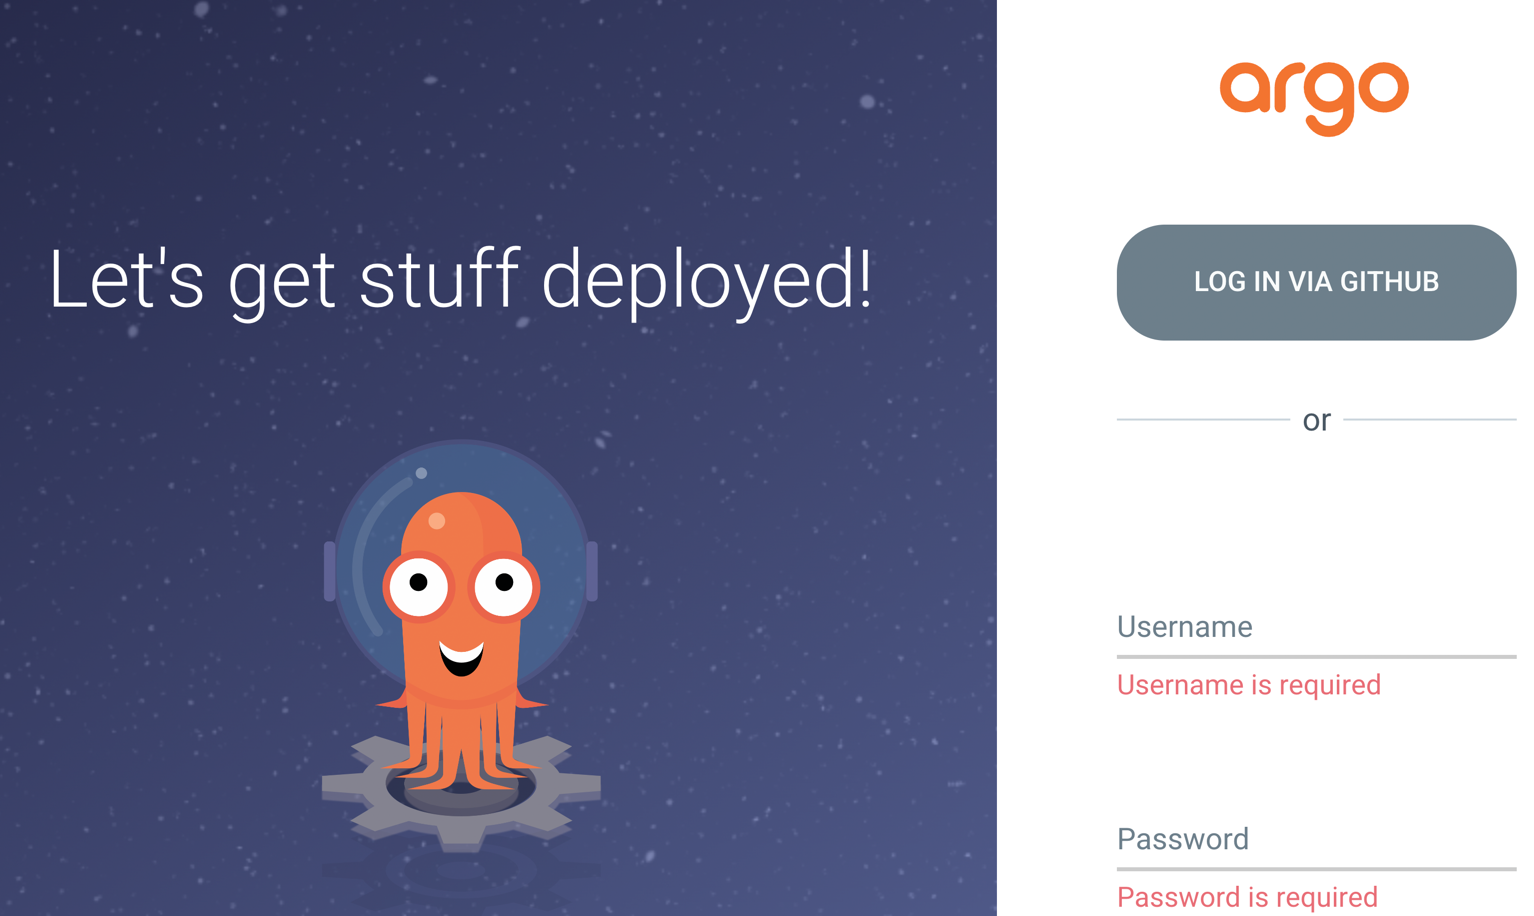 Let's get stuff deployed!
argo
LOG IN VIA GITHUB
or
Username
Username is required
Password
Password is required